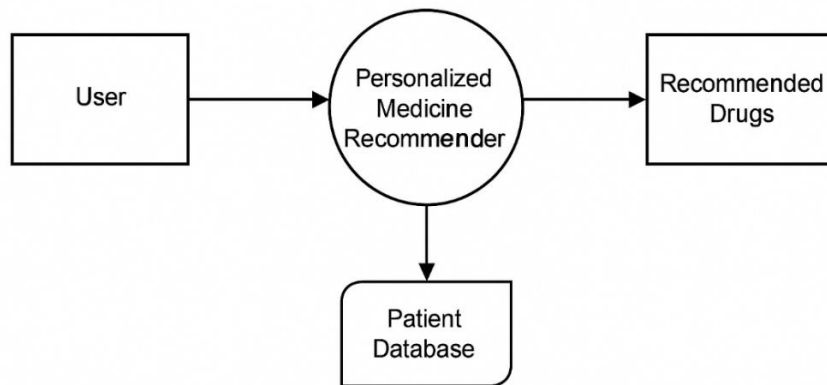 User
Personalized
Medicine
Recommender
Recommended
Drugs
Patient
Database